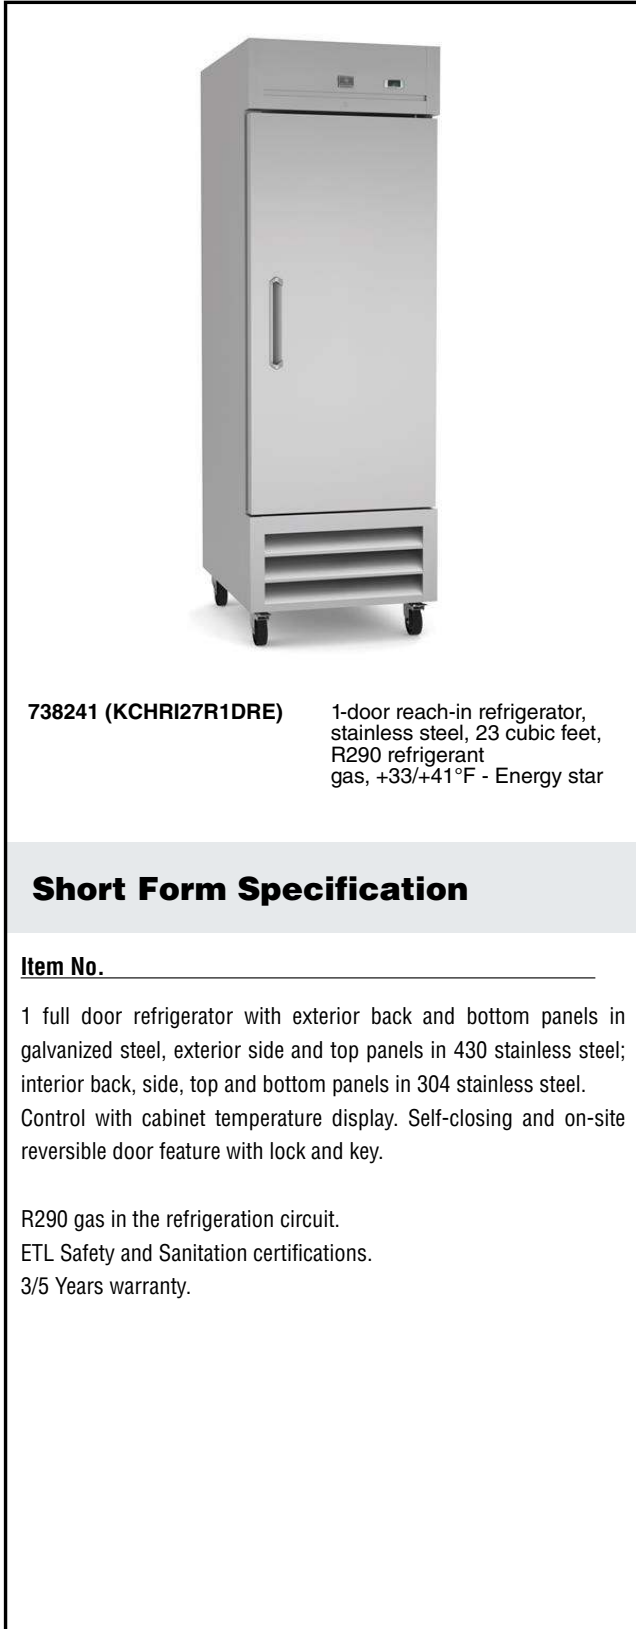 738241 (KCHRI27R1DRE)
1-door reach-in refrigerator,
stainless steel, 23 cubic feet,
R290 refrigerant
gas, +33/+41°F - Energy star
Short Form Specification
Item No.
1 full door refrigerator with exterior back and bottom panels in
galvanized steel, exterior side and top panels in 430 stainless steel;
interior back, side, top and bottom panels in 304 stainless steel.
Control with cabinet temperature display. Self-closing and on-site
reversible door feature with lock and key.
R290 gas in the refrigeration circuit.
ETL Safety and Sanitation certifications.
3/5 Years warranty.